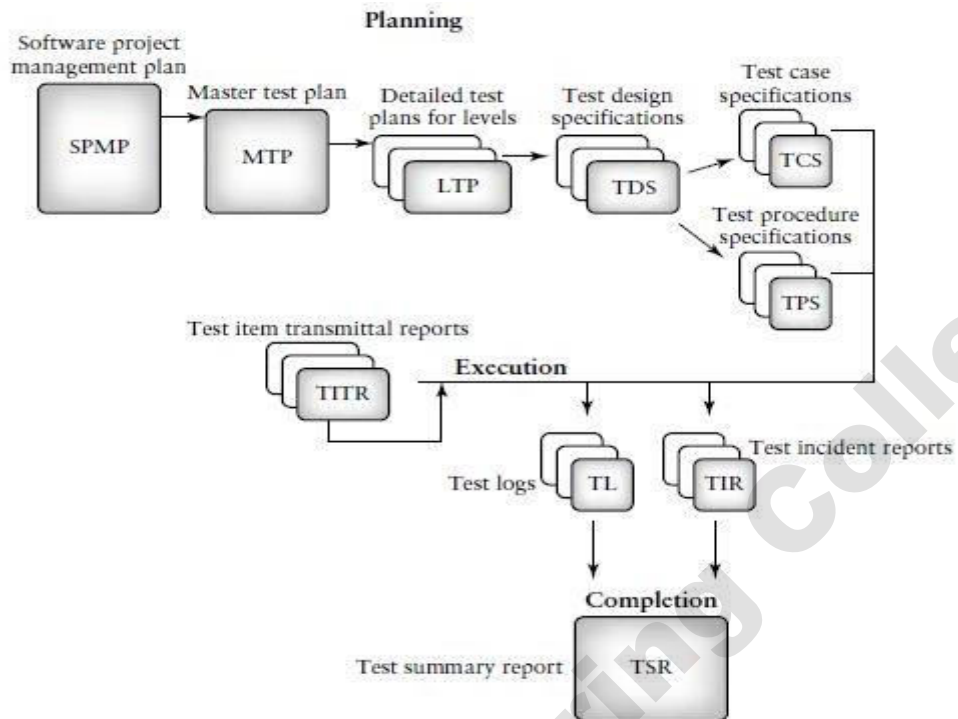 Planning
Software project
management plan
SPMP
Master test plan
MTP
Detailed test
plans for levels
LTP
Test design
specifications
TDS
Test case
specifications
TCS
Test procedure
specifications
TPS
Test item transmittal reports
TITR
Execution
Test logs
TL
TIR
Test incident reports
Completion
Test summary report
TSR
ring Colle